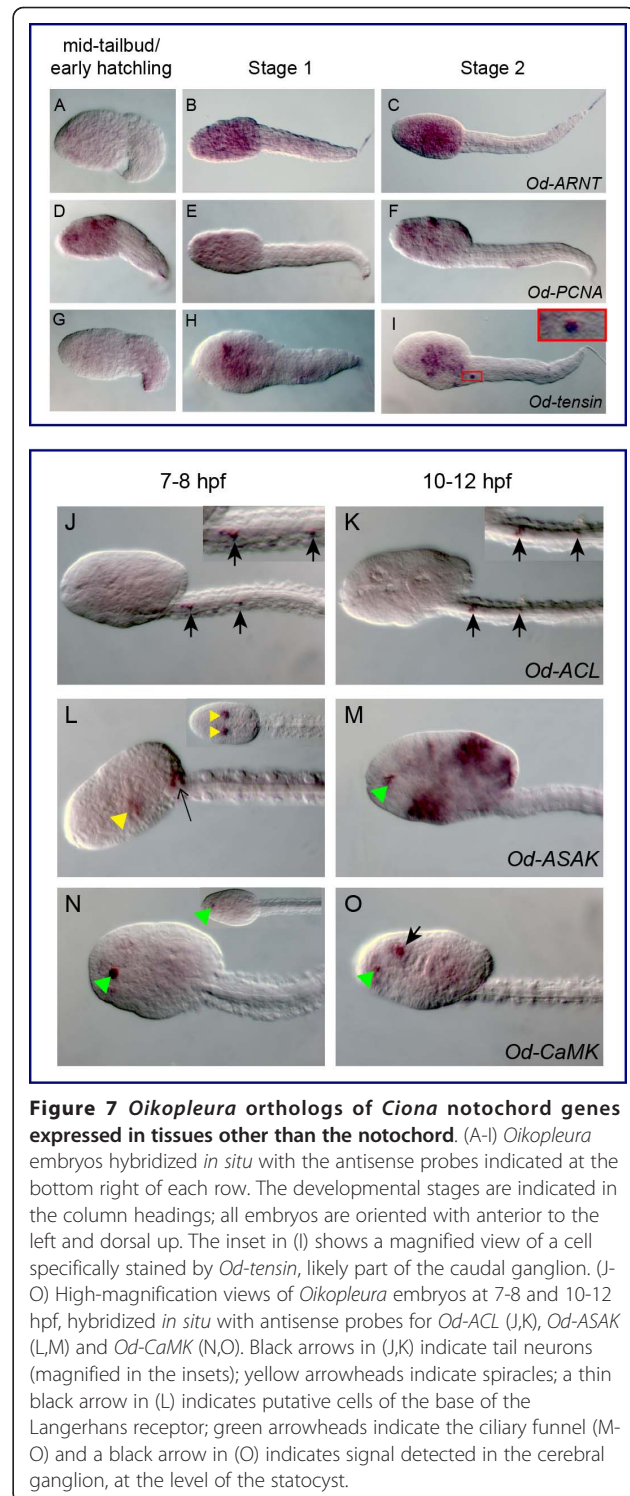 mid-tailbud/
early hatchling
Stage 1
Stage 2
A
B
C
Od-ARNT
D
E
F
Od-PCNA
G
H
I
Od-tensin
7-8 hpf
10-12 hpf
J
K
Od-ACL
L
M
Od-ASAK
N
O
Od-CaMK
Figure 7 Oikopleura orthologs of Ciona notochord genes
expressed in tissues other than the notochord. (A-I) Oikopleura
embryos hybridized in situ with the antisense probes indicated at the
bottom right of each row. The developmental stages are indicated in
the column headings; all embryos are oriented with anterior to the
left and dorsal up. The inset in (I) shows a magnified view of a cell
specifically stained by Od-tensin, likely part of the caudal ganglion. (J-
O) High-magnification views of Oikopleura embryos at 7-8 and 10-12
hpf, hybridized in situ with antisense probes for Od-ACL (J,K), Od-ASAK
(L,M) and Od-CaMK (N,O). Black arrows in (J,K) indicate tail neurons
(magnified in the insets); yellow arrowheads indicate spiracles; a thin
black arrow in (L) indicates putative cells of the base of the
Langerhans receptor; green arrowheads indicate the ciliary funnel (M-
O) and a black arrow in (O) indicates signal detected in the cerebral
ganglion, at the level of the statocyst.